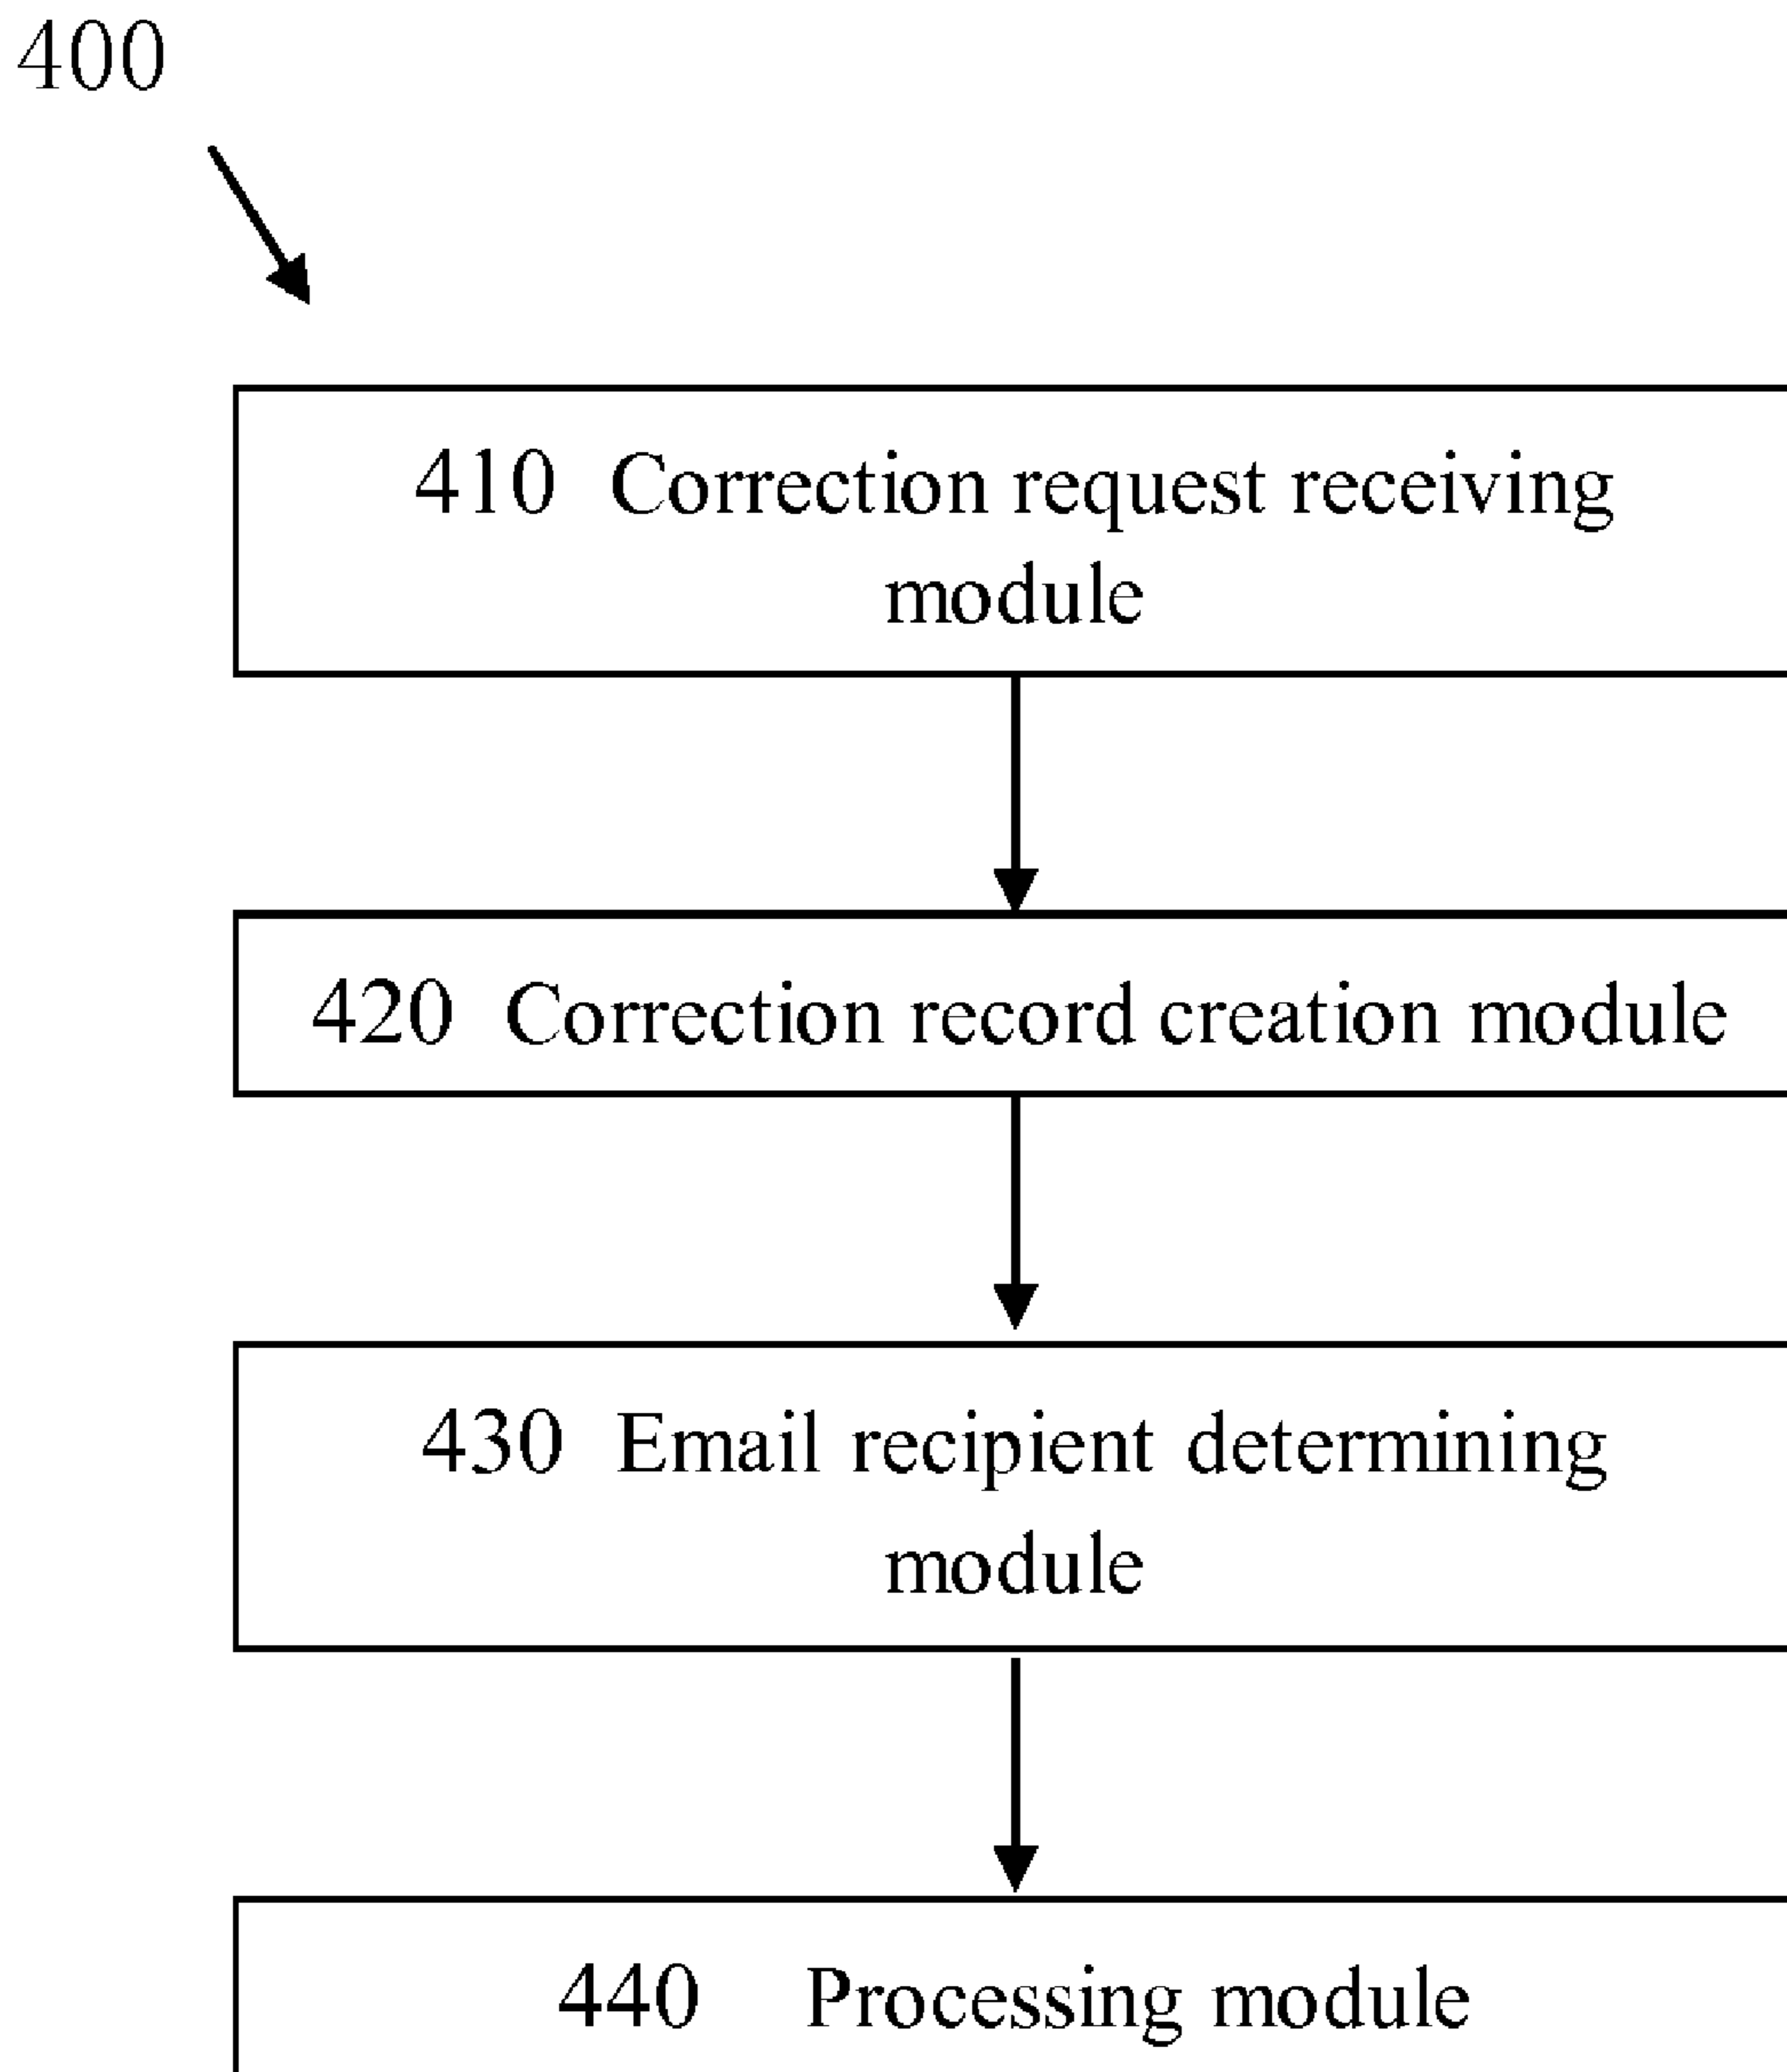 400
410 Correction request receiving
module
420 Correction record creation module
430 Email recipient determining
module
440 Processing module